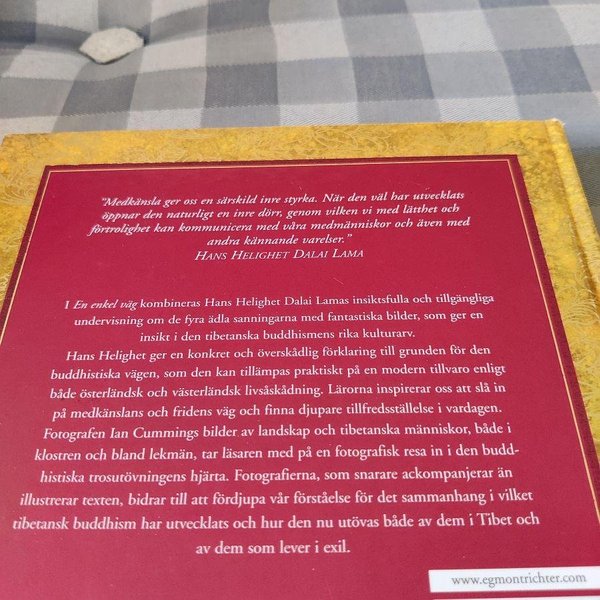 "Medkänsla ger oss en särskild inre styrka. När den väl har utvecklats
öppnar den naturligt en inre dörr, genom vilken vi med lätthet och
förtrolighet kan kommunicera med våra medmänniskor och även med
andra kännande varelser."
HANS HELIGHET DALAI LAMA
I En enkel väg kombineras Hans Helighet Dalai Lamas insiktsfulla och tillgängliga
undervisning om de fyra ädla sanningarna med fantastiska bilder, som ger en
insikt i den tibetanska buddhismens rika kulturarv.
Hans Helighet ger en konkret och överskådlig förklaring till grunden för den
buddhistiska vägen, som den kan tillämpas praktiskt på en modern tillvaro enligt
både österländsk och västerländsk livsåskådning. Lärorna inspirerar oss att slå in
på medkänslans och fridens väg och finna djupare tillfredsställelse i vardagen.
Fotografen Ian Cummings bilder av landskap och tibetanska människor, både i
klostren och bland lekmän, tar läsaren med på en fotografisk resa in i den budd-
histiska trosutövningens hjärta. Fotografierna, som snarare ackompanjerar än
illustrerar texten, bidrar till att fördjupa vår förståelse för det sammanhang i vilket
tibetansk buddhism har utvecklats och hur den nu utövas både av dem i Tibet och
av dem som lever i exil.
www.egmontrichter.com